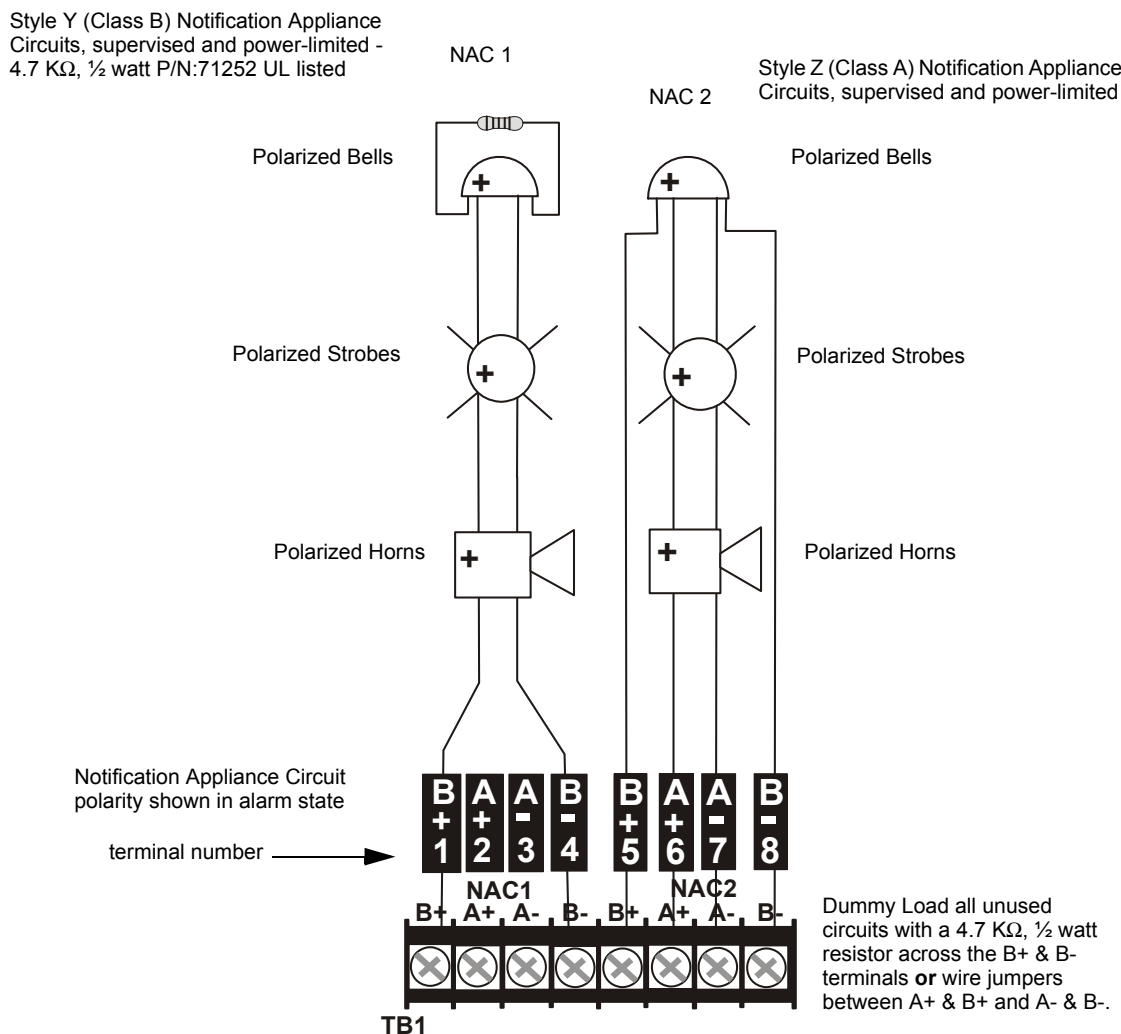 Style Y (Class B) Notification Appliance
Circuits, supervised and power-limited -
4.7 KΩ, ½ watt P/N:71252 UL listed
NAC 1
NAC 2
Style Z (Class A) Notification Appliance
Circuits, supervised and power-limited
Polarized Bells
+
+
Polarized Bells
Polarized Strobes
+
+
Polarized Strobes
Polarized Horns
+
+
Polarized Horns
Notification Appliance Circuit
polarity shown in alarm state
terminal number
B+1 A+2 A-3 B-4 B+5 A+6 A-7 B-8
NAC1 NAC2
B+ A+ A- B- B+ A+ A- B-
TB1
Dummy Load all unused
circuits with a 4.7 KΩ, ½ watt
resistor across the B+ & B-
terminals or wire jumpers
between A+ & B+ and A- & B-.